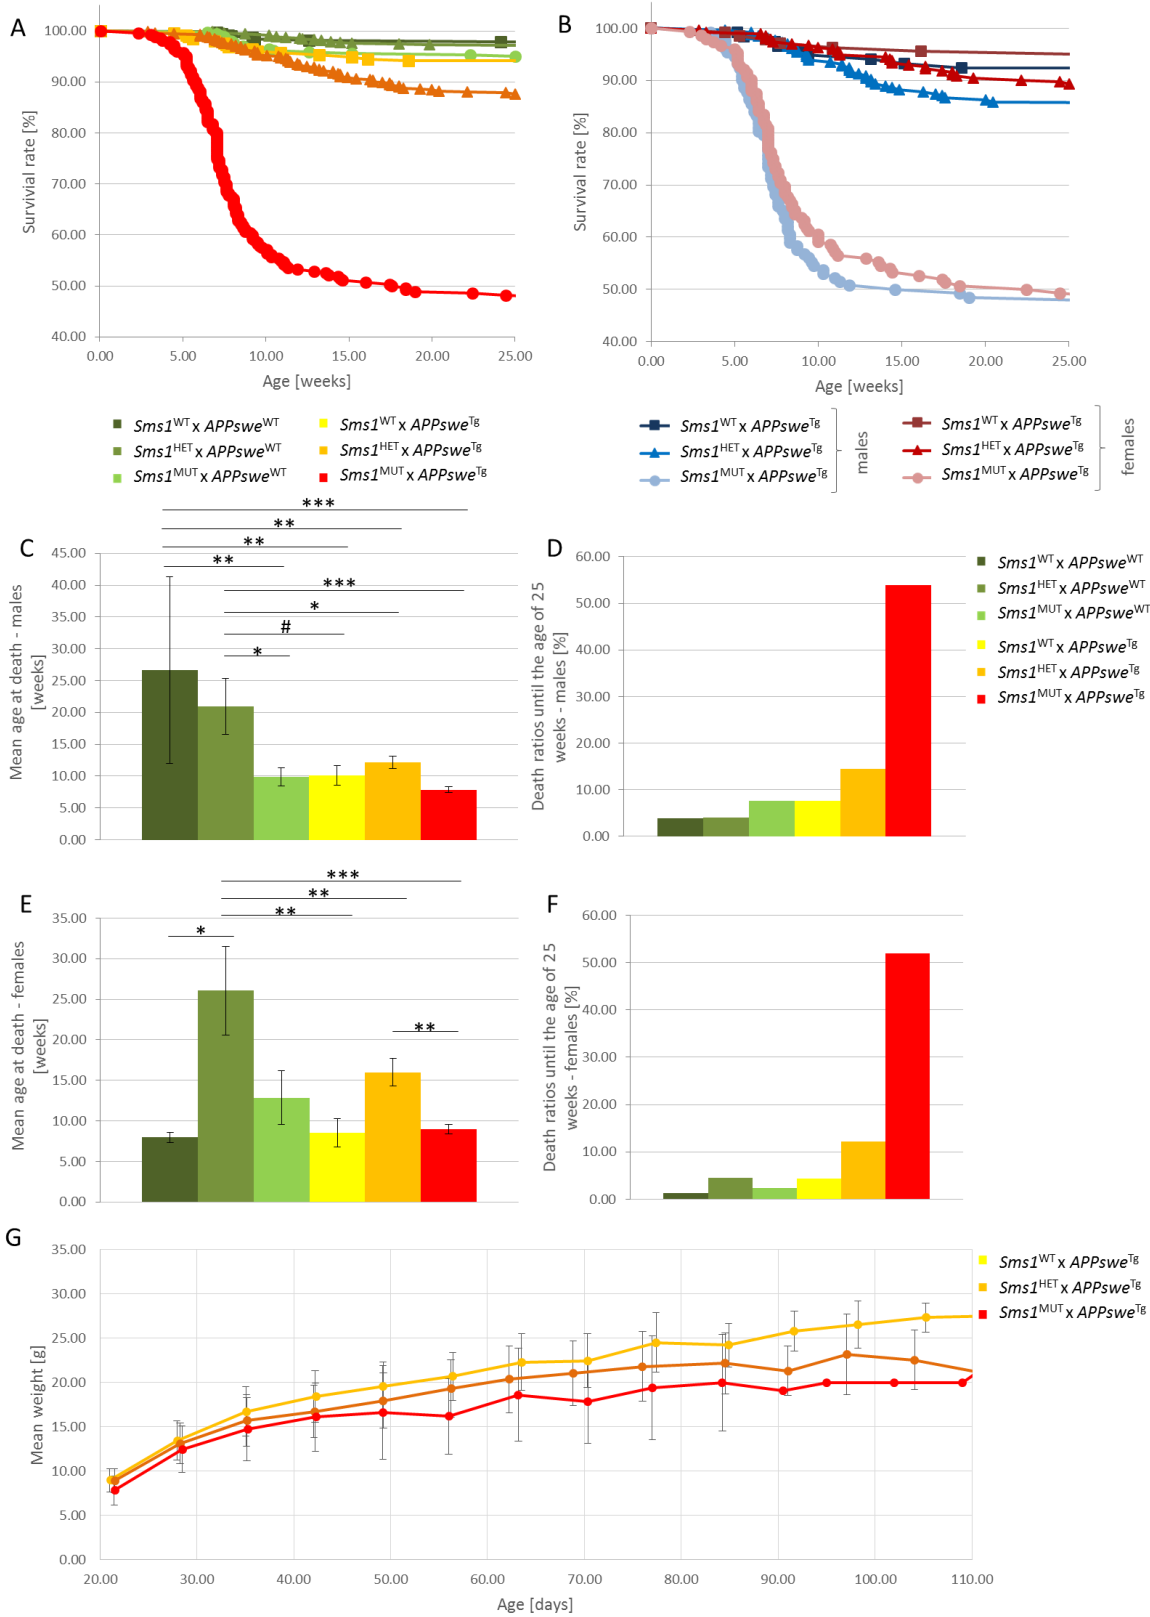 A
B
100.00
90.00
80.00
70.00
60.00
50.00
40.00
Survivial rate [%]
0.00 5.00 10.00 15.00 20.00 25.00
Age [weeks]
100.00
90.00
80.00
70.00
60.00
50.00
40.00
Survival rate [%]
0.00 5.00 10.00 15.00 20.00 25.00
Age [weeks]
Sms1WT x APPsweWT
Sms1HET x APPsweWT
Sms1MUT x APPsweWT
Sms1WT x APPsweTg
Sms1HET x APPsweTg
Sms1MUT x APPsweTg
Sms1WT x APPsweTg
Sms1HET x APPsweTg
Sms1MUT x APPsweTg
males
Sms1WT x APPsweTg
Sms1HET x APPsweTg
Sms1MUT x APPsweTg
females
C
***
**
**
**
***
*
#
*
45.00
40.00
35.00
30.00
25.00
20.00
15.00
10.00
5.00
0.00
Mean age at death - males
[weeks]
D
60.00
50.00
40.00
30.00
20.00
10.00
0.00
Death ratios until the age of 25
weeks - males [%]
Sms1WT x APPsweWT
Sms1HET x APPsweWT
Sms1MUT x APPsweWT
Sms1WT x APPsweTg
Sms1HET x APPsweTg
Sms1MUT x APPsweTg
E
***
**
**
*
**
35.00
30.00
25.00
20.00
15.00
10.00
5.00
0.00
Mean age at death - females
[weeks]
F
60.00
50.00
40.00
30.00
20.00
10.00
0.00
Death ratios until the age of 25
weeks - females [%]
G
35.00
30.00
25.00
20.00
15.00
10.00
5.00
0.00
Mean weight [g]
20.00 30.00 40.00 50.00 60.00 70.00 80.00 90.00 100.00 110.00
Age [days]
Sms1WT x APPsweTg
Sms1HET x APPsweTg
Sms1MUT x APPsweTg